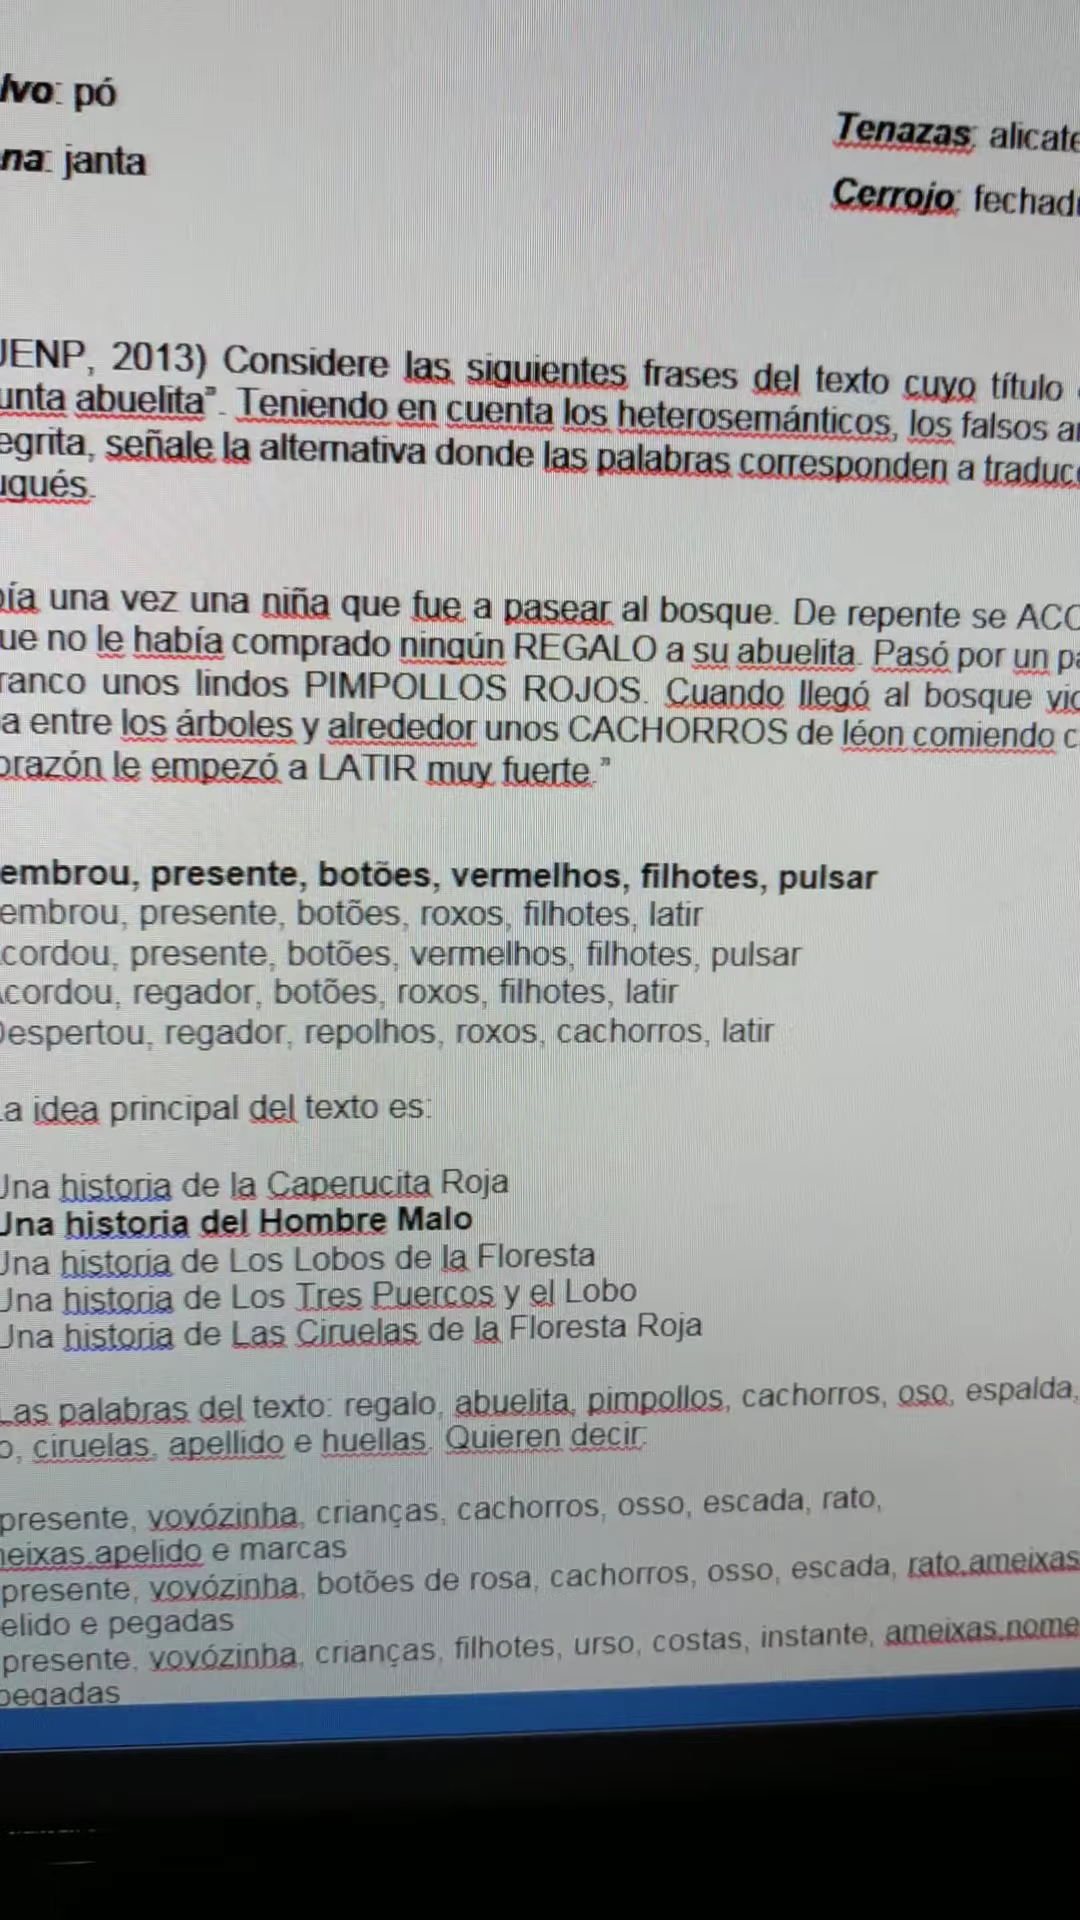 lvo: pó
na: janta
Tenazas: alicate
Cerrojo: fechad
UENP, 2013) Considere las siguientes frases del texto cuyo título
unta abuelita". Teniendo en cuenta los heterosemánticos, los falsos a
egrita, señale la alternativa donde las palabras corresponden a traduc
ugués.
bía una vez una niña que fue a pasear al bosque. De repente se ACO
ue no le había comprado ningún REGALO a su abuelita. Pasó por un pa
ranco unos lindos PIMPOLLOS ROJOS. Cuando llegó al bosque vio
a entre los árboles y alrededor unos CACHORROS de léon comiendo c
orazón le empezó a LATIR muy fuerte."
embrou, presente, botões, vermelhos, filhotes, pulsar
embrou, presente, botões, roxos, filhotes, latir
cordou, presente, botões, vermelhos, filhotes, pulsar
Acordou, regador, botões, roxos, filhotes, latir
Despertou, regador, repolhos, roxos, cachorros, latir
La idea principal del texto es:
Una historia de la Caperucita Roja
Una historia del Hombre Malo
Una historia de Los Lobos de la Floresta
Una historia de Los Tres Puercos y el Lobo
Una historia de Las Ciruelas de la Floresta Roja
Las palabras del texto: regalo, abuelita, pimpollos, cachorros, oso, espalda,
o, ciruelas, apellido e huellas. Quieren decir:
presente, vovózinha, crianças, cachorros, osso, escada, rato,
meixas,apelido e marcas
presente, vovózinha, botões de rosa, cachorros, osso, escada, rato,ameixas
elido e pegadas
presente, vovózinha, crianças, filhotes, urso, costas, instante, ameixas,nome
pegadas